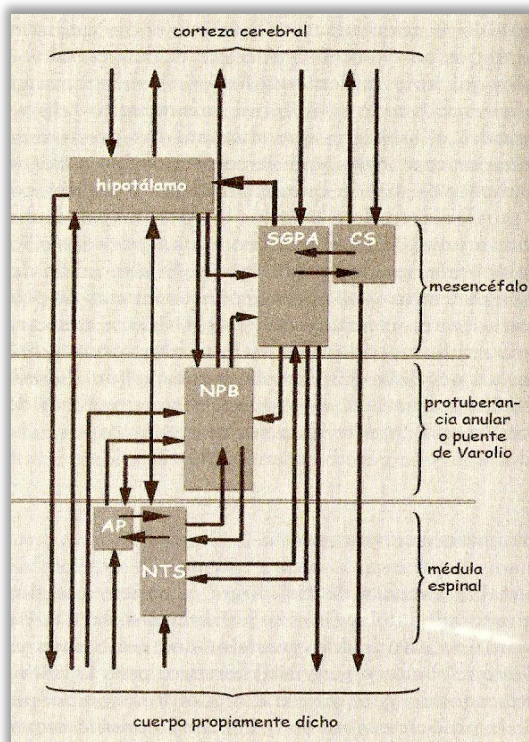 corteza cerebral
hipotálamo
SGPA
CS
mesencéfalo
NPB
protuberan-
cia anular
o puente
de Varolio
AP
NTS
médula
espinal
cuerpo propiamente dicho